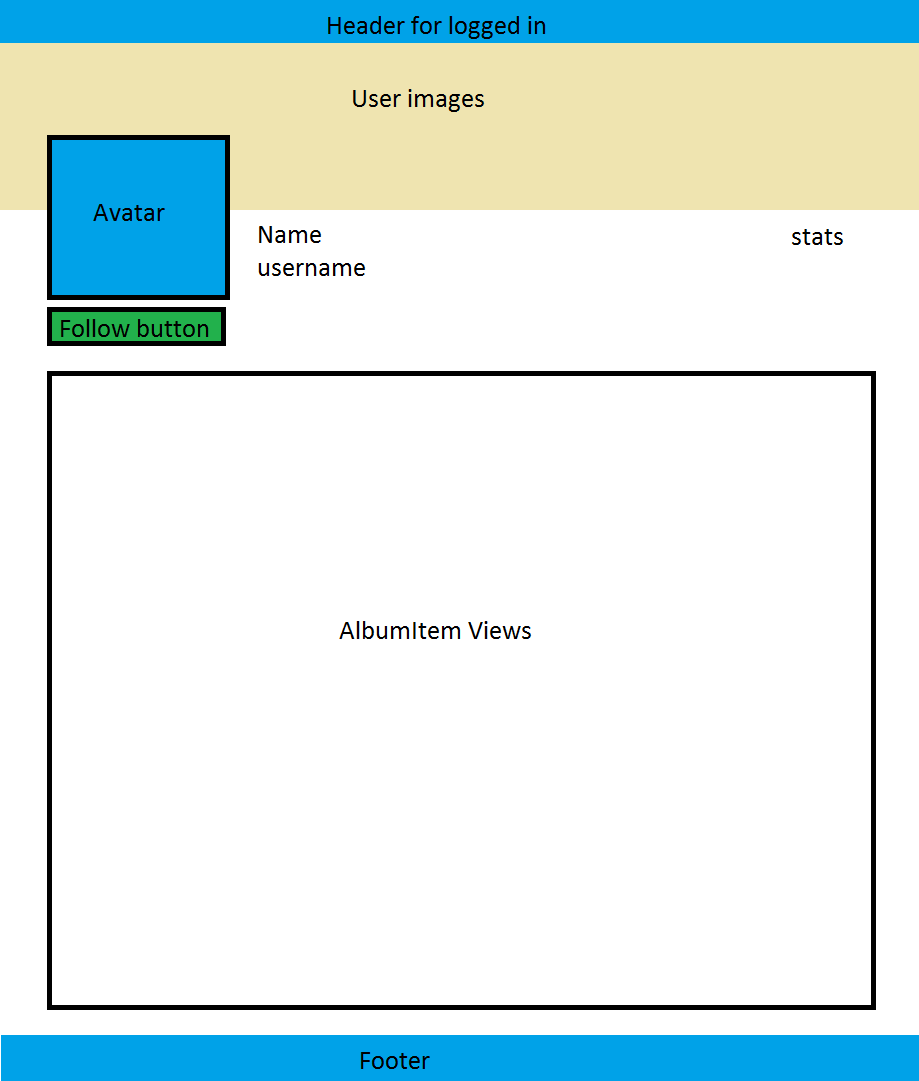 Header for logged in
User images
Avatar
Name
stats
username
Follow button
AlbumItem Views
Footer